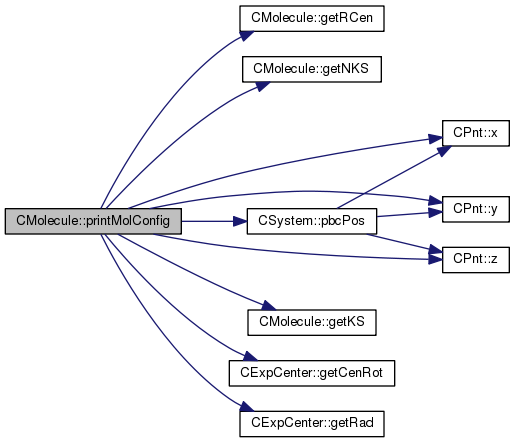 CMolecule::getRCen
CMolecule::getNKS
CPnt::x
CMolecule::printMolConfig
CSystem::pbcPos
CPnt::y
CPnt::z
CMolecule::getKS
CExpCenter::getCenRot
CExpCenter::getRad